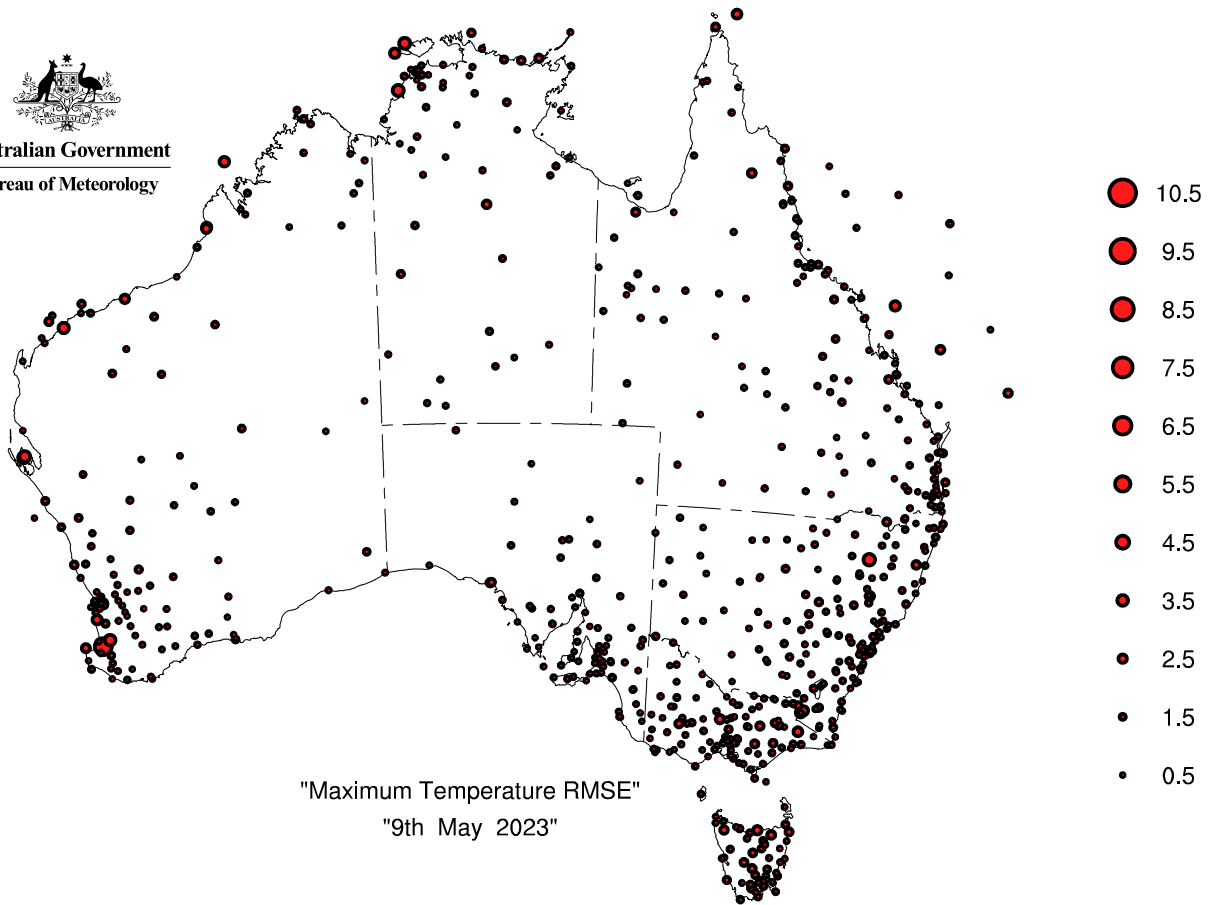 AUSTRALIA
tralian Government
reau of Meteorology
10.5
9.5
8.5
7.5
6.5
5.5
4.5
3.5
2.5
1.5
0.5
"Maximum Temperature RMSE"
"9th May 2023"